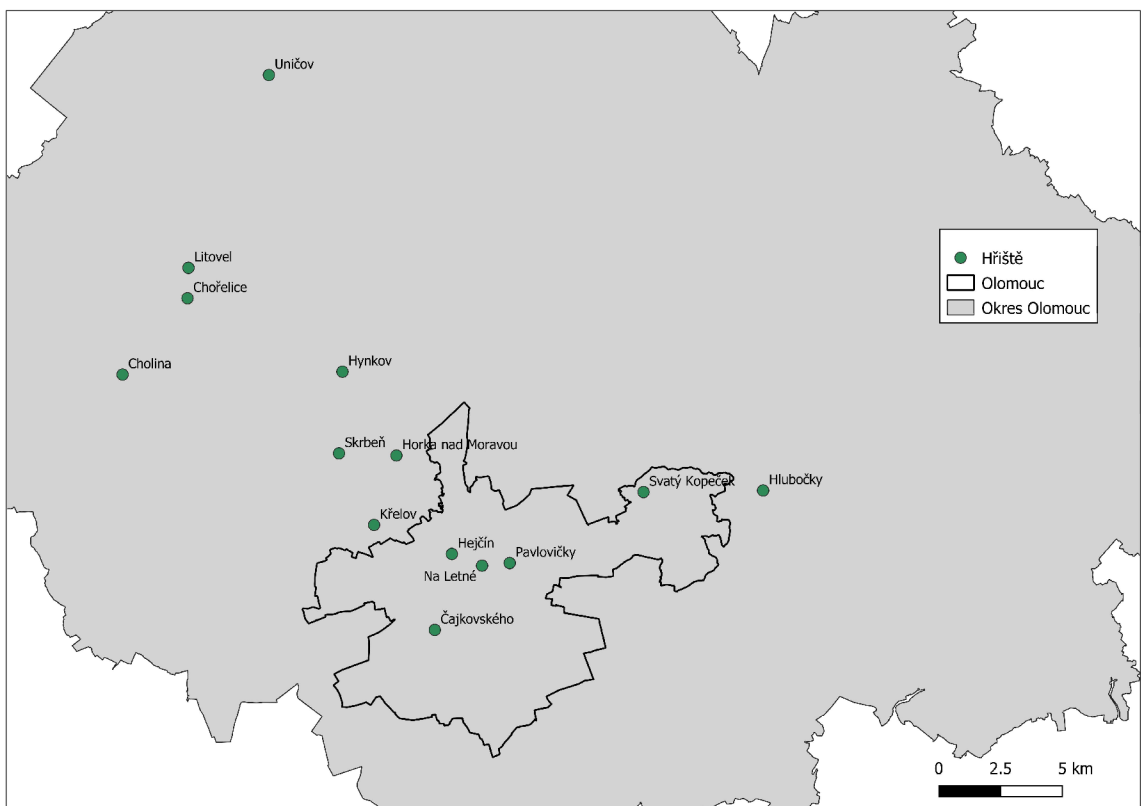 Uničov
Litovel
Chořelice
Cholina
Hynkov
Skrbeň
Horka nad Moravou
Křelov
Svatý Kopeček
Hlubočky
Hejčín
Na Letné
Pavlovičky
Čajkovského
Hřiště
Olomouc
Okres Olomouc
0 2.5 5 km